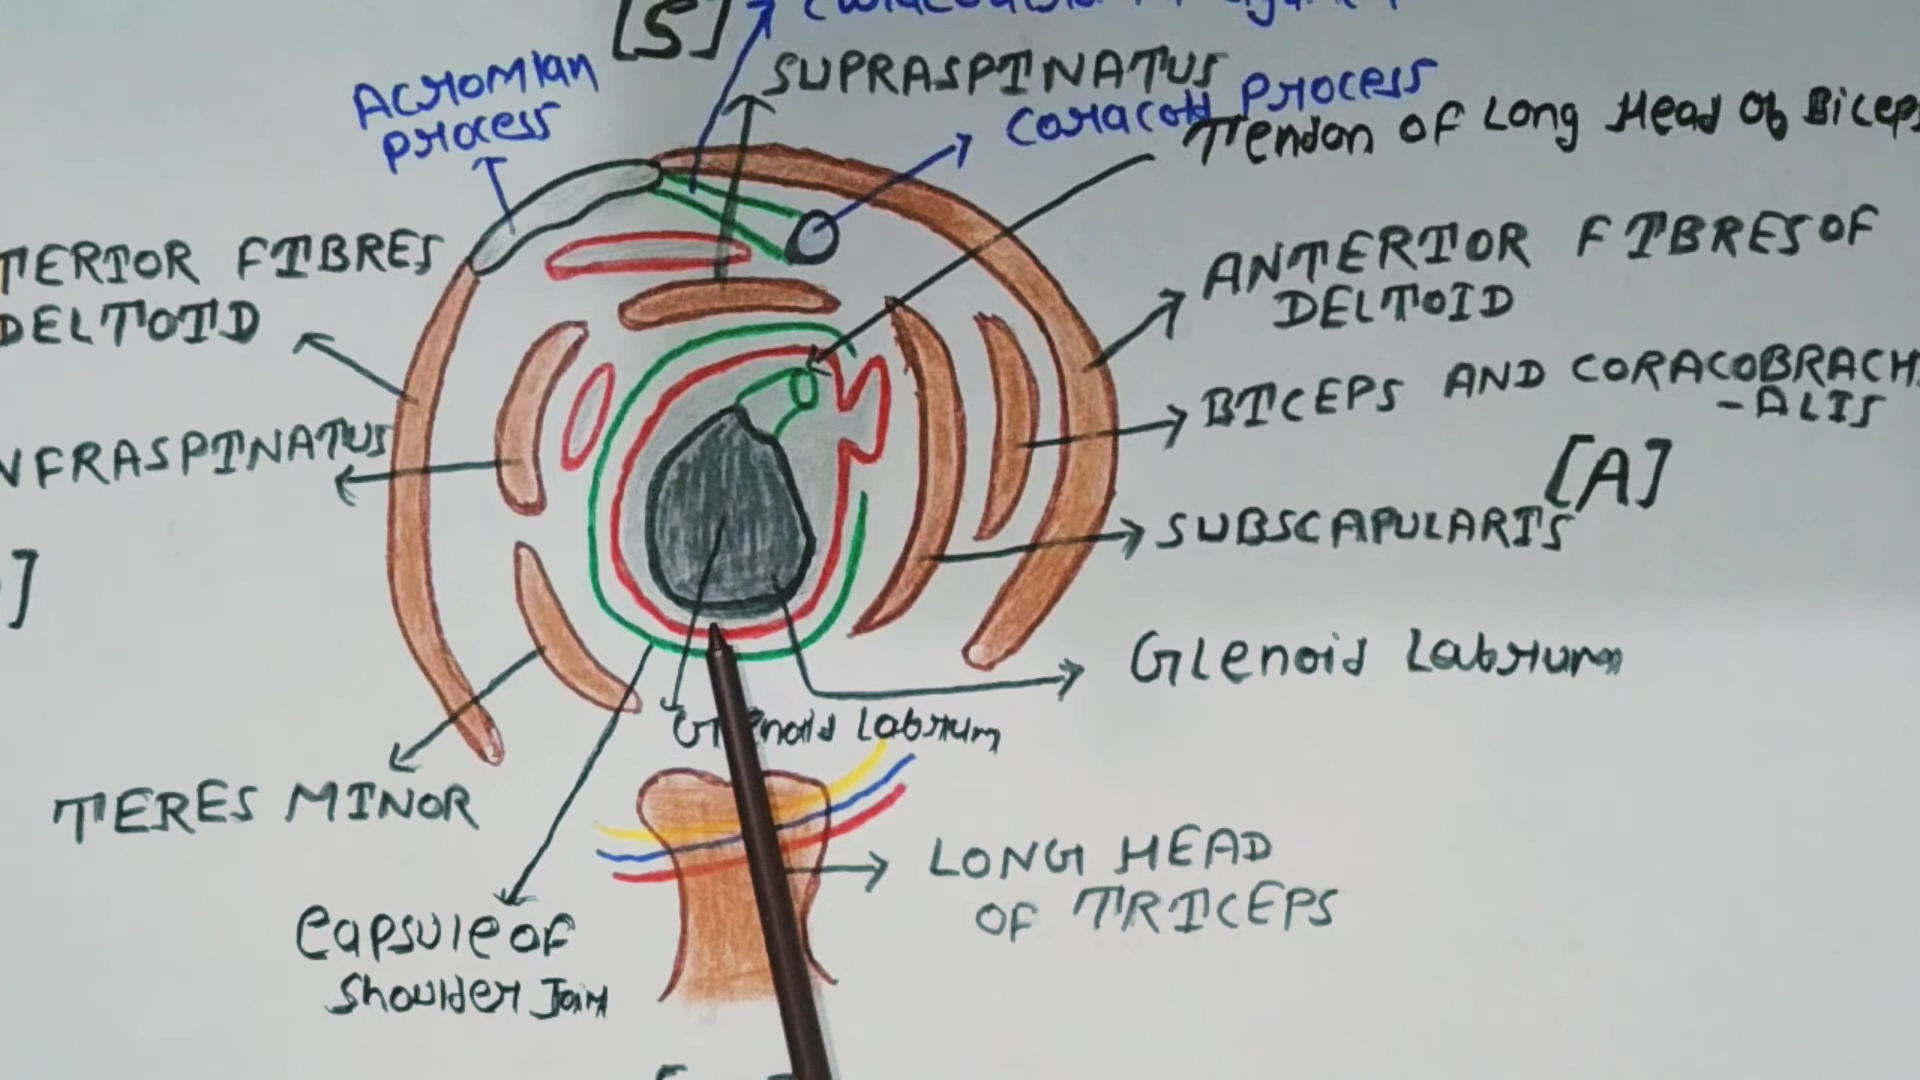 [S]
SUPRASPINATUS
Acromian
process
coracoid process
Tendon of Long Head of Biceps
TERIOR FIBRES
DELTOID
ANTERIOR FIBRES OF
DELTOID
BICEPS AND CORACOBRACH
-ALIS
NFRASPINATUS
[A]
SUBSCAPULARIS
]
Glenoid Labrum
Glenoid Labrum
TERES MINOR
LONG HEAD
OF TRICEPS
Capsule of
Shoulder Join